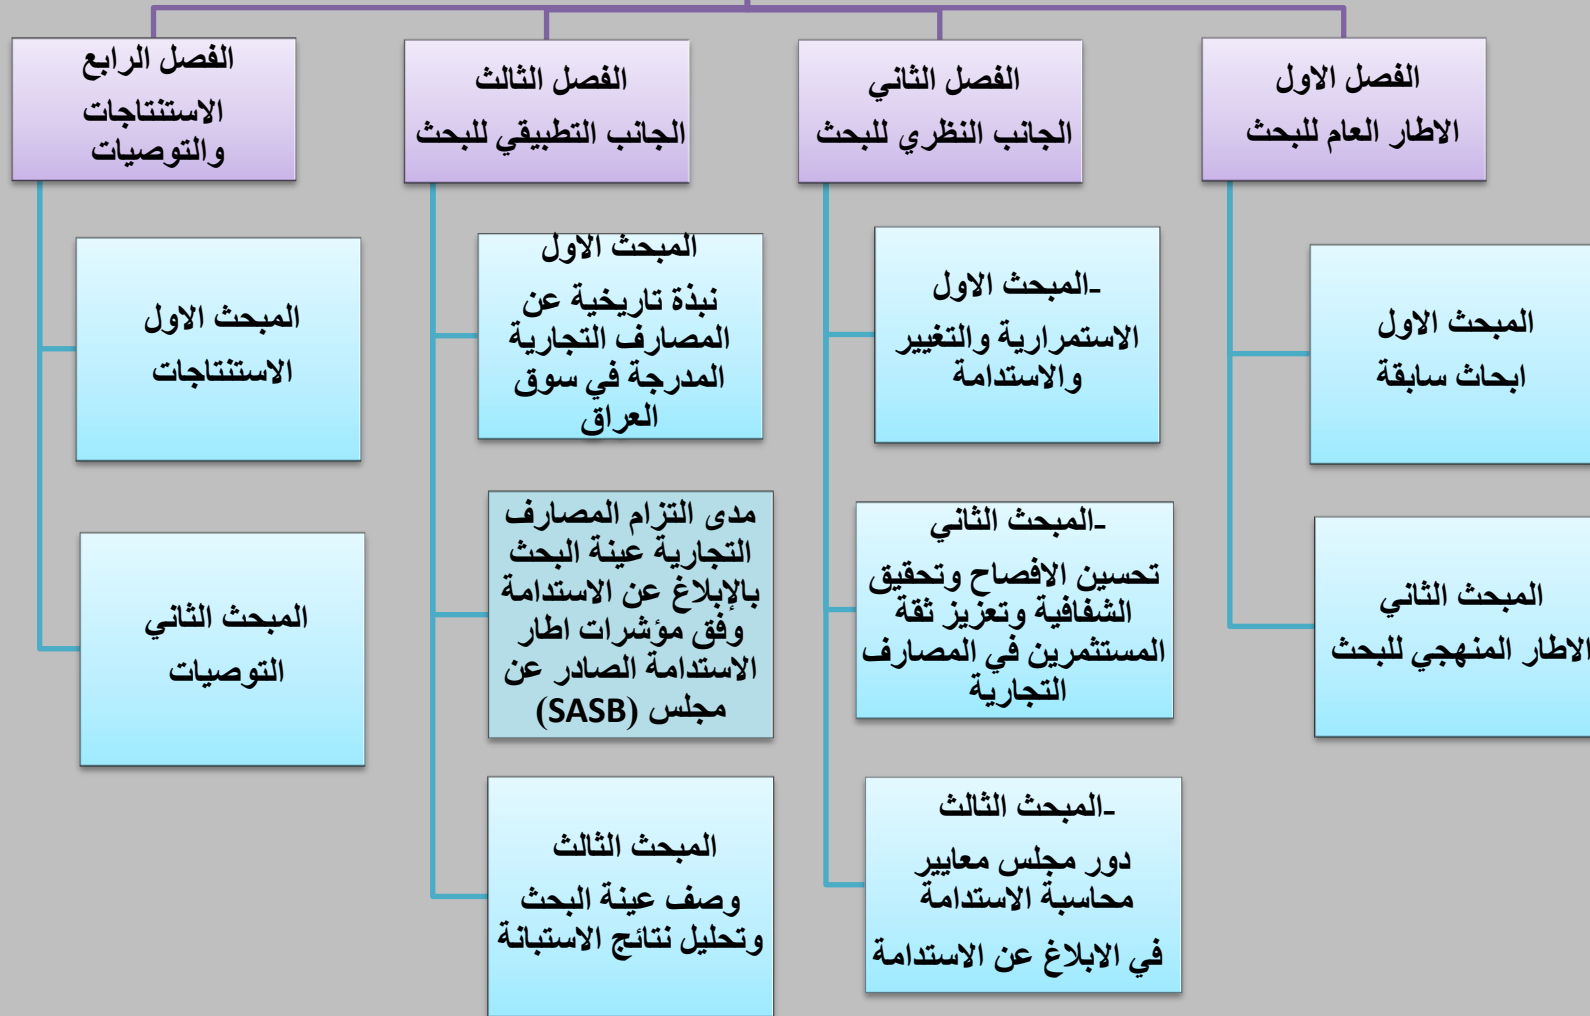 الفصل الاول
الاطار العام للبحث
المبحث الاول
ابحاث سابقة
المبحث الثاني
الاطار المنهجي للبحث
الفصل الثاني
الجانب النظري للبحث
-المبحث الاول
الاستمرارية والتغيير
والاستدامة
-المبحث الثاني
تحسين الافصاح وتحقيق
الشفافية وتعزيز ثقة
المستثمرين في المصارف
التجارية
-المبحث الثالث
دور مجلس معايير
محاسبة الاستدامة
في الابلاغ عن الاستدامة
الفصل الثالث
الجانب التطبيقي للبحث
المبحث الاول
نبذة تاريخية عن
المصارف التجارية
المدرجة في سوق
العراق
مدى التزام المصارف
التجارية عينة البحث
بالإبلاغ عن الاستدامة
وفق مؤشرات اطار
الاستدامة الصادر عن
مجلس (SASB)
المبحث الثالث
وصف عينة البحث
وتحليل نتائج الاستبانة
الفصل الرابع
الاستنتاجات
والتوصيات
المبحث الاول
الاستنتاجات
المبحث الثاني
التوصيات